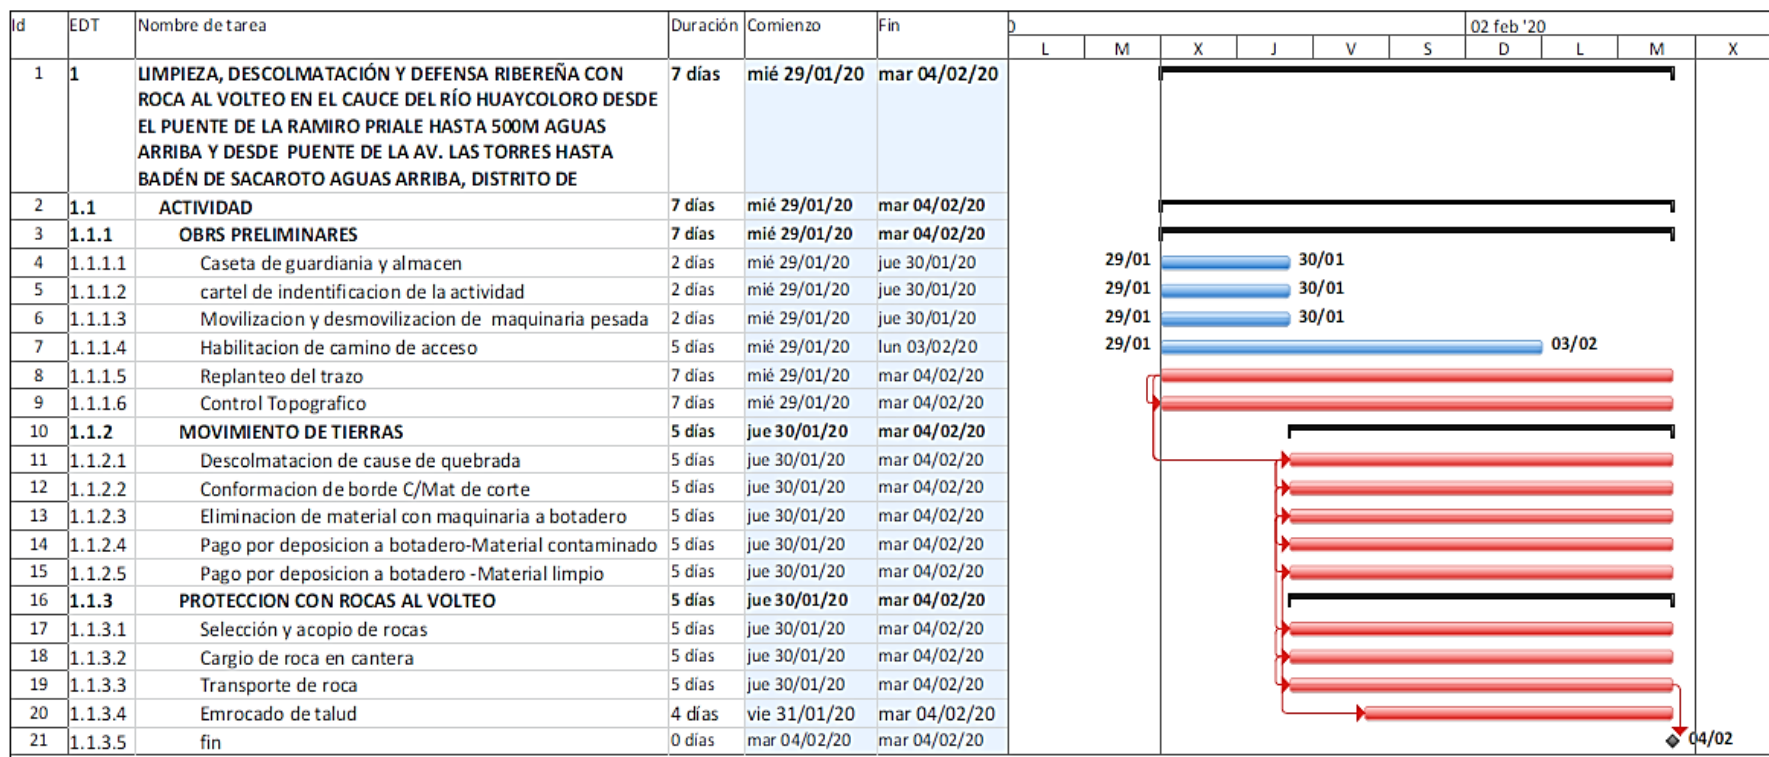 Id EDT Nombre de tarea Duración Comienzo Fin 02 feb '20
L M X J V S D L M X
1 1 LIMPIEZA, DESCOLMATACIÓN Y DEFENSA RIBEREÑA CON 7 días mié 29/01/20 mar 04/02/20
ROCA AL VOLTEO EN EL CAUCE DEL RÍO HUAYCOLORO DESDE
EL PUENTE DE LA RAMIRO PRIALE HASTA 500M AGUAS
ARRIBA Y DESDE PUENTE DE LA AV. LAS TORRES HASTA
BADÉN DE SACAROTO AGUAS ARRIBA, DISTRITO DE
2 1.1 ACTIVIDAD 7 días mié 29/01/20 mar 04/02/20
3 1.1.1 OBRS PRELIMINARES 7 días mié 29/01/20 mar 04/02/20
4 1.1.1.1 Caseta de guardiania y almacen 2 días mié 29/01/20 jue 30/01/20 29/01 30/01
5 1.1.1.2 cartel de indentificacion de la actividad 2 días mié 29/01/20 jue 30/01/20 29/01 30/01
6 1.1.1.3 Movilizacion y desmovilizacion de maquinaria pesada 2 días mié 29/01/20 jue 30/01/20 29/01 30/01
7 1.1.1.4 Habilitacion de camino de acceso 5 días mié 29/01/20 lun 03/02/20 29/01 03/02
8 1.1.1.5 Replanteo del trazo 7 días mié 29/01/20 mar 04/02/20
9 1.1.1.6 Control Topografico 7 días mié 29/01/20 mar 04/02/20
10 1.1.2 MOVIMIENTO DE TIERRAS 5 días jue 30/01/20 mar 04/02/20
11 1.1.2.1 Descolmatacion de cause de quebrada 5 días jue 30/01/20 mar 04/02/20
12 1.1.2.2 Conformacion de borde C/Mat de corte 5 días jue 30/01/20 mar 04/02/20
13 1.1.2.3 Eliminacion de material con maquinaria a botadero 5 días jue 30/01/20 mar 04/02/20
14 1.1.2.4 Pago por deposicion a botadero-Material contaminado 5 días jue 30/01/20 mar 04/02/20
15 1.1.2.5 Pago por deposicion a botadero -Material limpio 5 días jue 30/01/20 mar 04/02/20
16 1.1.3 PROTECCION CON ROCAS AL VOLTEO 5 días jue 30/01/20 mar 04/02/20
17 1.1.3.1 Selección y acopio de rocas 5 días jue 30/01/20 mar 04/02/20
18 1.1.3.2 Cargio de roca en cantera 5 días jue 30/01/20 mar 04/02/20
19 1.1.3.3 Transporte de roca 5 días jue 30/01/20 mar 04/02/20
20 1.1.3.4 Emrocado de talud 4 días vie 31/01/20 mar 04/02/20
21 1.1.3.5 fin 0 días mar 04/02/20 mar 04/02/20 04/02